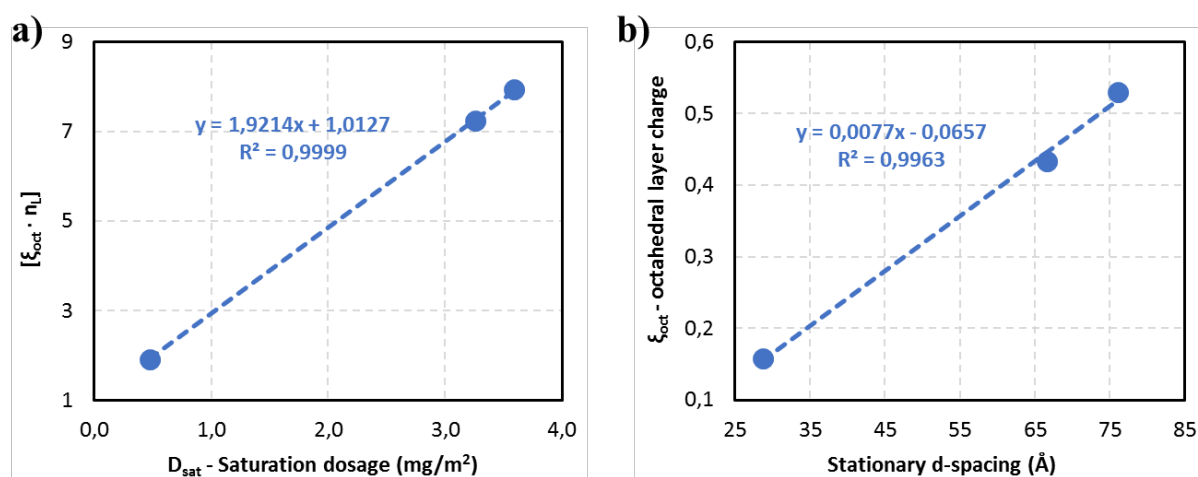 a)
9
7
5
3
1
[ξoct · nL]
y = 1,9214x + 1,0127
R² = 0,9999
0,0 1,0 2,0 3,0 4,0
Dsat - Saturation dosage (mg/m²)
b)
0,6
0,5
0,4
0,3
0,2
0,1
ξoct - octahedral layer charge
y = 0,0077x - 0,0657
R² = 0,9963
25 35 45 55 65 75 85
Stationary d-spacing (Å)